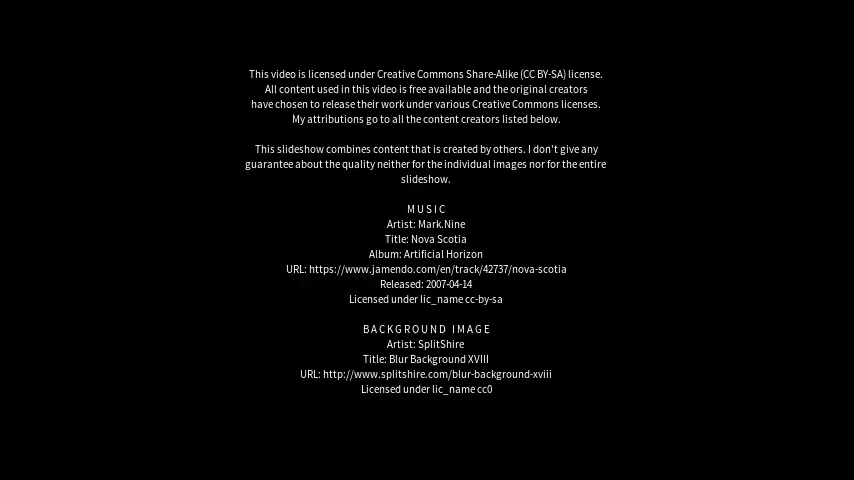 This video is licensed under Creative Commons Share-Alike (CC BY-SA) license.
All content used in this video is free available and the original creators
have chosen to release their work under various Creative Commons licenses.
My attributions go to all the content creators listed below.
This slideshow combines content that is created by others. I don't give any
guarantee about the quality neither for the individual images nor for the entire
slideshow.
MUSIC
Artist: Mark.Nine
Title: Nova Scotia
Album: Artificial Horizon
URL: https://www.jamendo.com/en/track/42737/nova-scotia
Released: 2007-04-14
Licensed under lic_name cc-by-sa
BACKGROUND IMAGE
Artist: SplitShire
Title: Blur Background XVIII
URL: http://www.splitshire.com/blur-background-xviii
Licensed under lic_name cc0